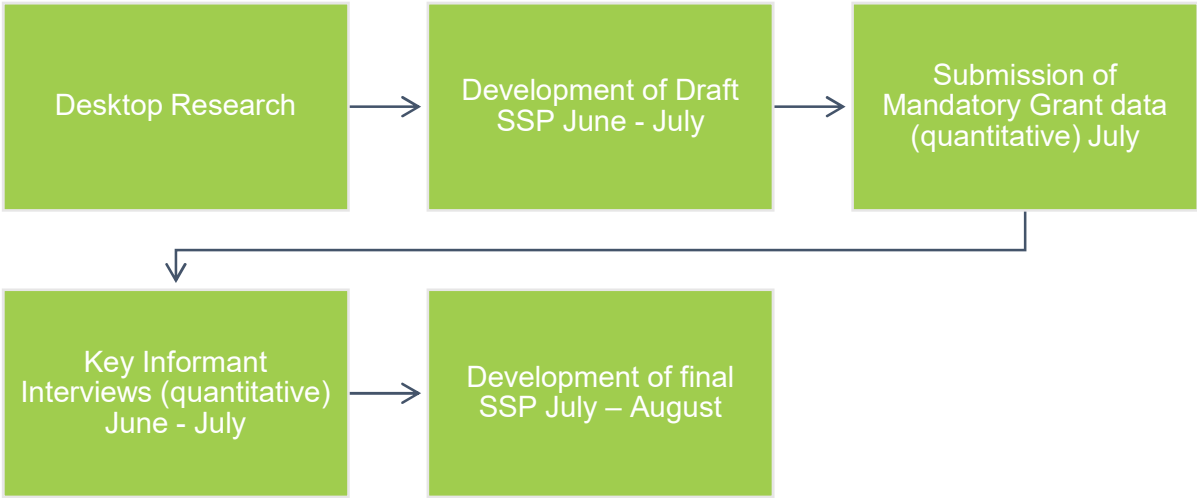 Desktop Research
Development of Draft
SSP June - July
Submission of
Mandatory Grant data
(quantitative) July
Key Informant
Interviews (quantitative)
June - July
Development of final
SSP July – August